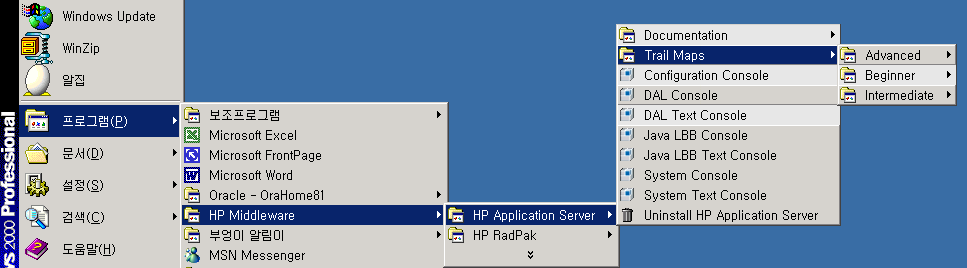 Windows Update
WinZip
알집
프로그램(P)
문서(D)
설정(S)
검색(C)
도움말(H)
2000 Professional
보조프로그램
Microsoft Excel
Microsoft FrontPage
Microsoft Word
Oracle - OraHome81
HP Middleware
부엉이 알림이
MSN Messenger
HP Application Server
HP RadPak
Documentation
Trail Maps
Configuration Console
DAL Console
DAL Text Console
Java LBB Console
Java LBB Text Console
System Console
System Text Console
Uninstall HP Application Server
Advanced
Beginner
Intermediate